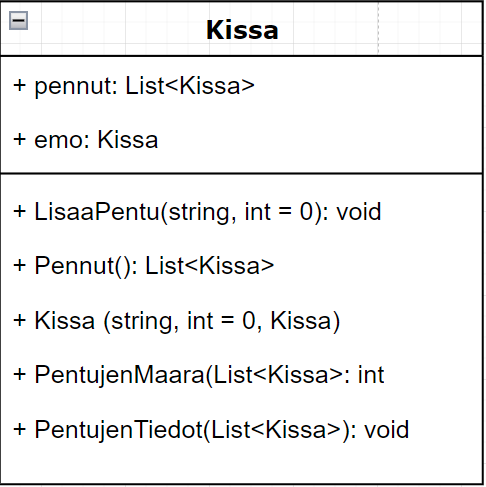 Kissa
+ pennut: List<Kissa>
+ emo: Kissa
+ LisaaPentu(string, int = 0): void
+ Pennut(): List<Kissa>
+ Kissa (string, int = 0, Kissa)
+ PentujenMaara(List<Kissa>: int
+ PentujenTiedot(List<Kissa>): void